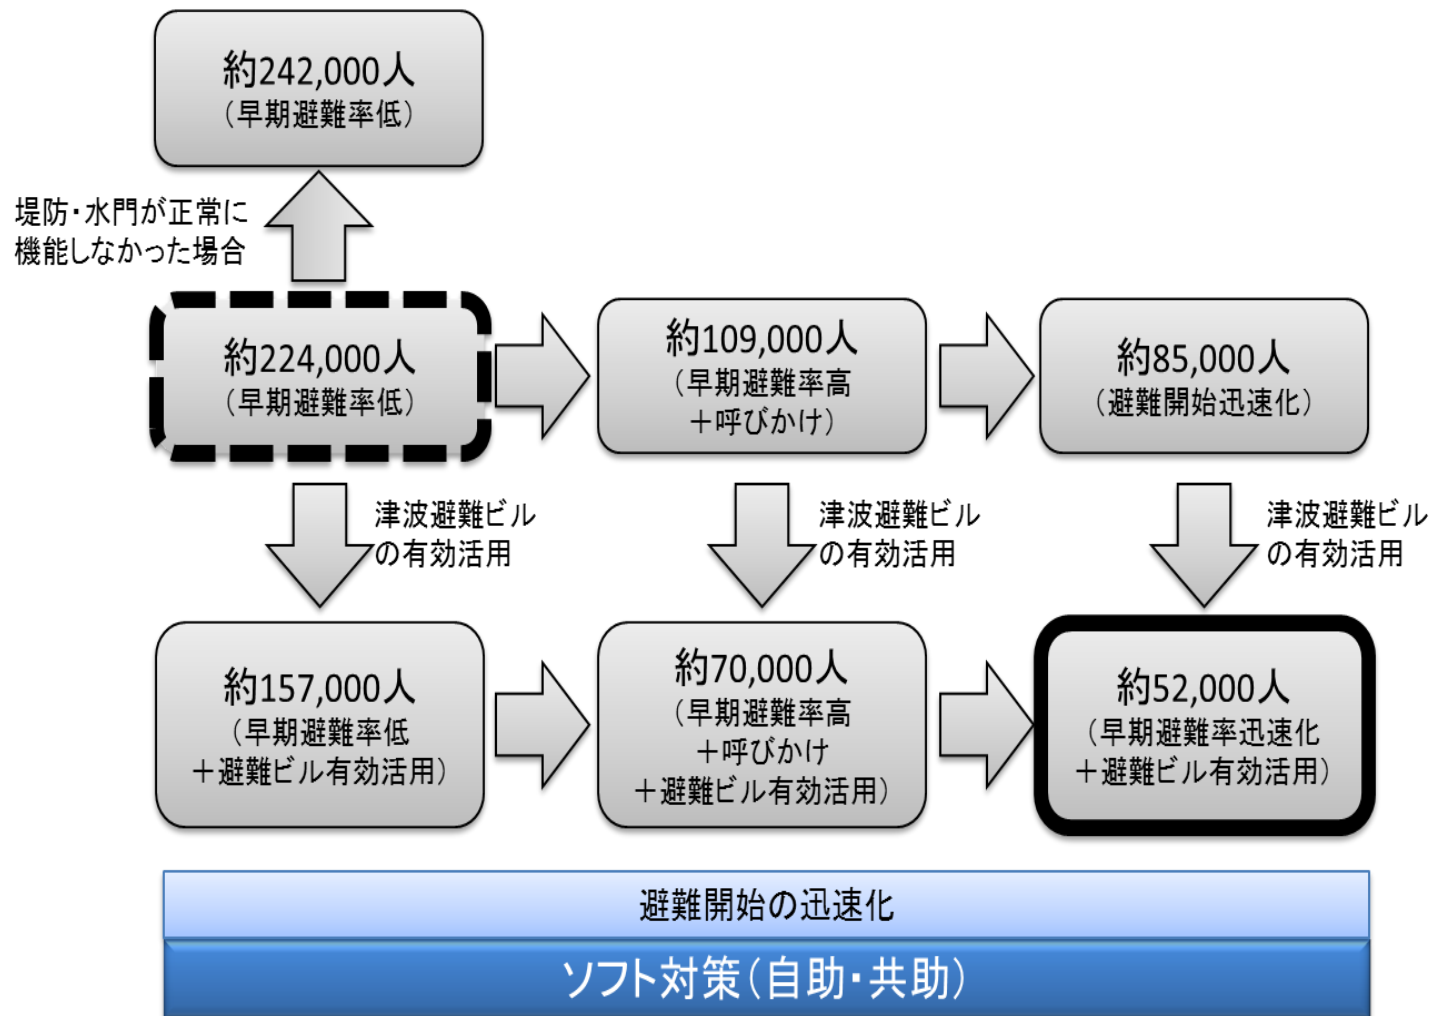 約242,000人
（早期避難率低）
堤防・水門が正常に
機能しなかった場合
約224,000人
（早期避難率低）
約109,000人
（早期避難率高
＋呼びかけ）
約85,000人
（避難開始迅速化）
津波避難ビル
の有効活用
津波避難ビル
の有効活用
津波避難ビル
の有効活用
約157,000人
（早期避難率低
＋避難ビル有効活用）
約70,000人
（早期避難率高
＋呼びかけ
＋避難ビル有効活用）
約52,000人
（早期避難率迅速化
＋避難ビル有効活用）
避難開始の迅速化
ソフト対策（自助・共助）